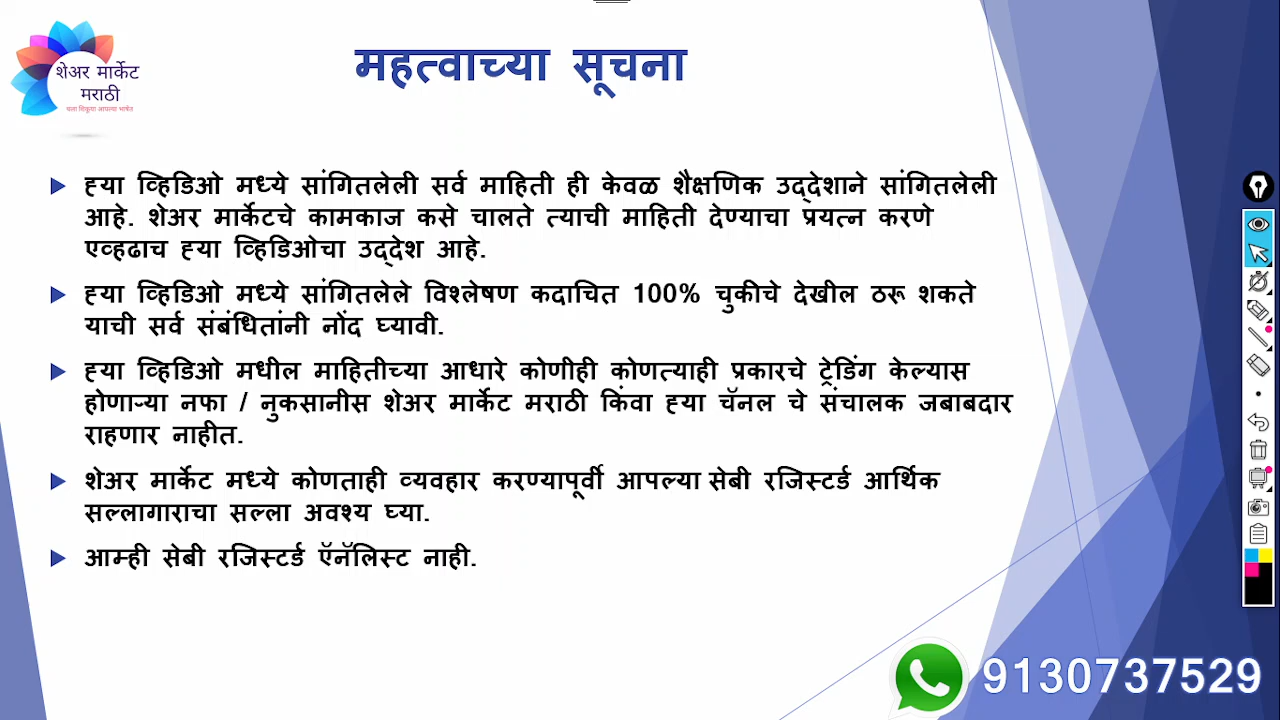 शेअर मार्केट
मराठी
चला शिकूया आपल्या भाषेत
महत्वाच्या सूचना
ह्या व्हिडिओ मध्ये सांगितलेली सर्व माहिती ही केवळ शैक्षणिक उद्देशाने सांगितलेली
आहे. शेअर मार्केटचे कामकाज कसे चालते त्याची माहिती देण्याचा प्रयत्न करणे
एव्हढाच ह्या व्हिडिओचा उद्देश आहे.
ह्या व्हिडिओ मध्ये सांगितलेले विश्लेषण कदाचित 100% चुकीचे देखील ठरू शकते
याची सर्व संबंधितांनी नोंद घ्यावी.
ह्या व्हिडिओ मधील माहितीच्या आधारे कोणीही कोणत्याही प्रकारचे ट्रेडिंग केल्यास
होणाऱ्या नफा / नुकसानीस शेअर मार्केट मराठी किंवा ह्या चॅनल चे संचालक जबाबदार
राहणार नाहीत.
शेअर मार्केट मध्ये कोणताही व्यवहार करण्यापूर्वी आपल्या सेबी रजिस्टर्ड आर्थिक
सल्लागाराचा सल्ला अवश्य घ्या.
आम्ही सेबी रजिस्टर्ड ऍनॅलिस्ट नाही.
9130737529